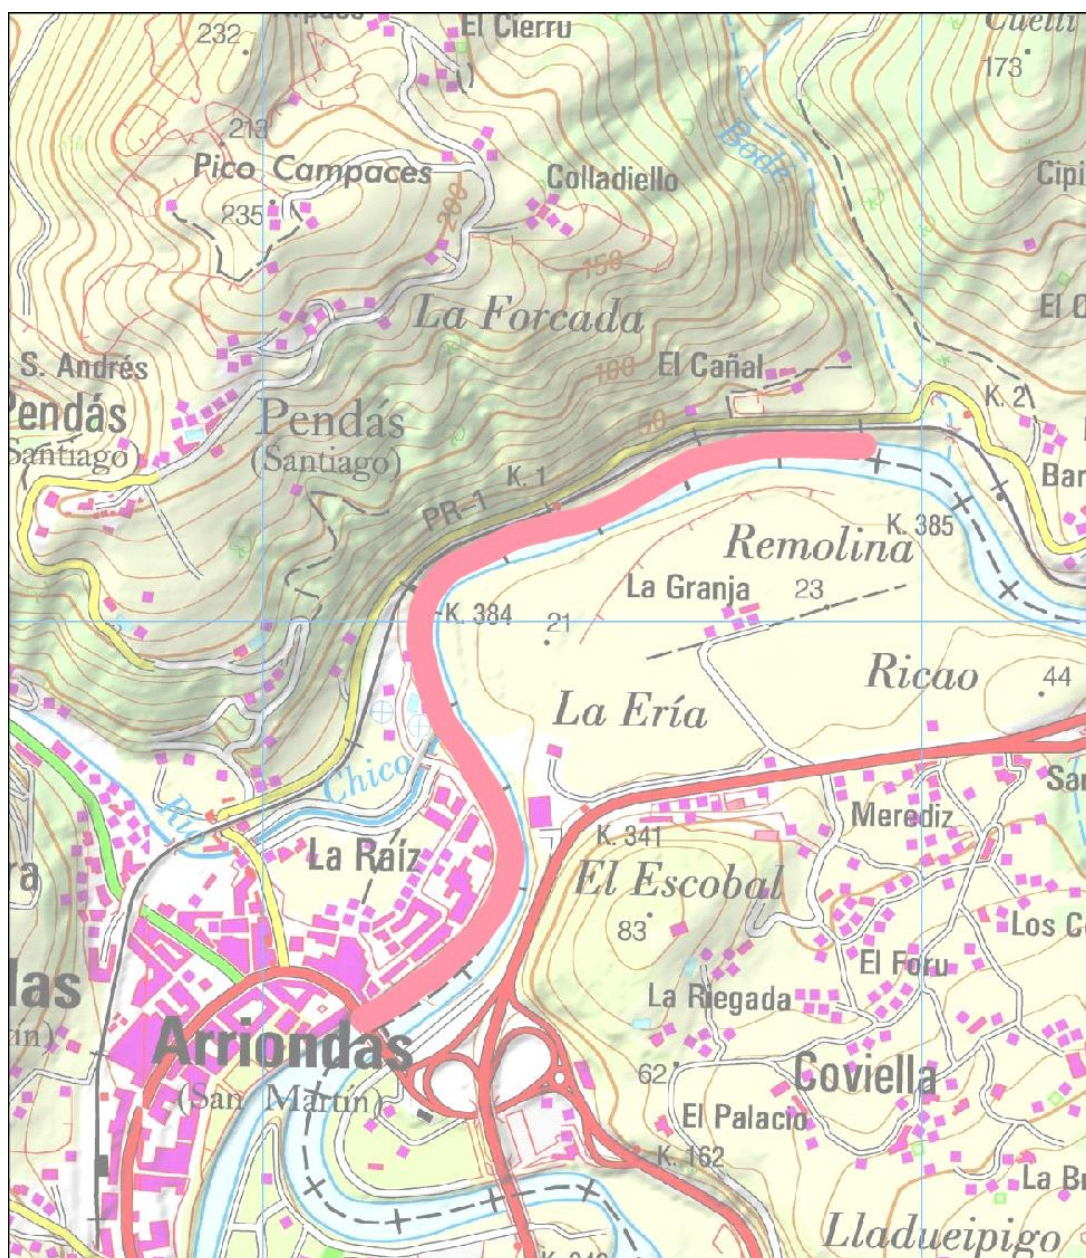 El Cierru
232
173
213
Bode
Pico Campaces
Colladiello
235
200
150
La Forcada
S. Andrés
100
El Cañal
K. 2
Pendás
(Santiago)
Pendás
(Santiago)
50
K. 1
PR-1
Remolina
K. 385
La Granja
23
K. 384
21
Ricao
44
La Ería
Chico
Merediz
La Raíz
K. 341
El Escobal
83
El Foru
La Riegada
Arriondas
(San Martín)
62
Coviella
El Palacio
K. 162
Lladueipigo